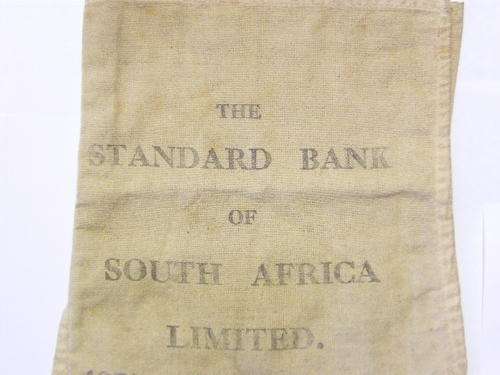 THE
STANDARD BANK
OF
SOUTH AFRICA
LIMITED.